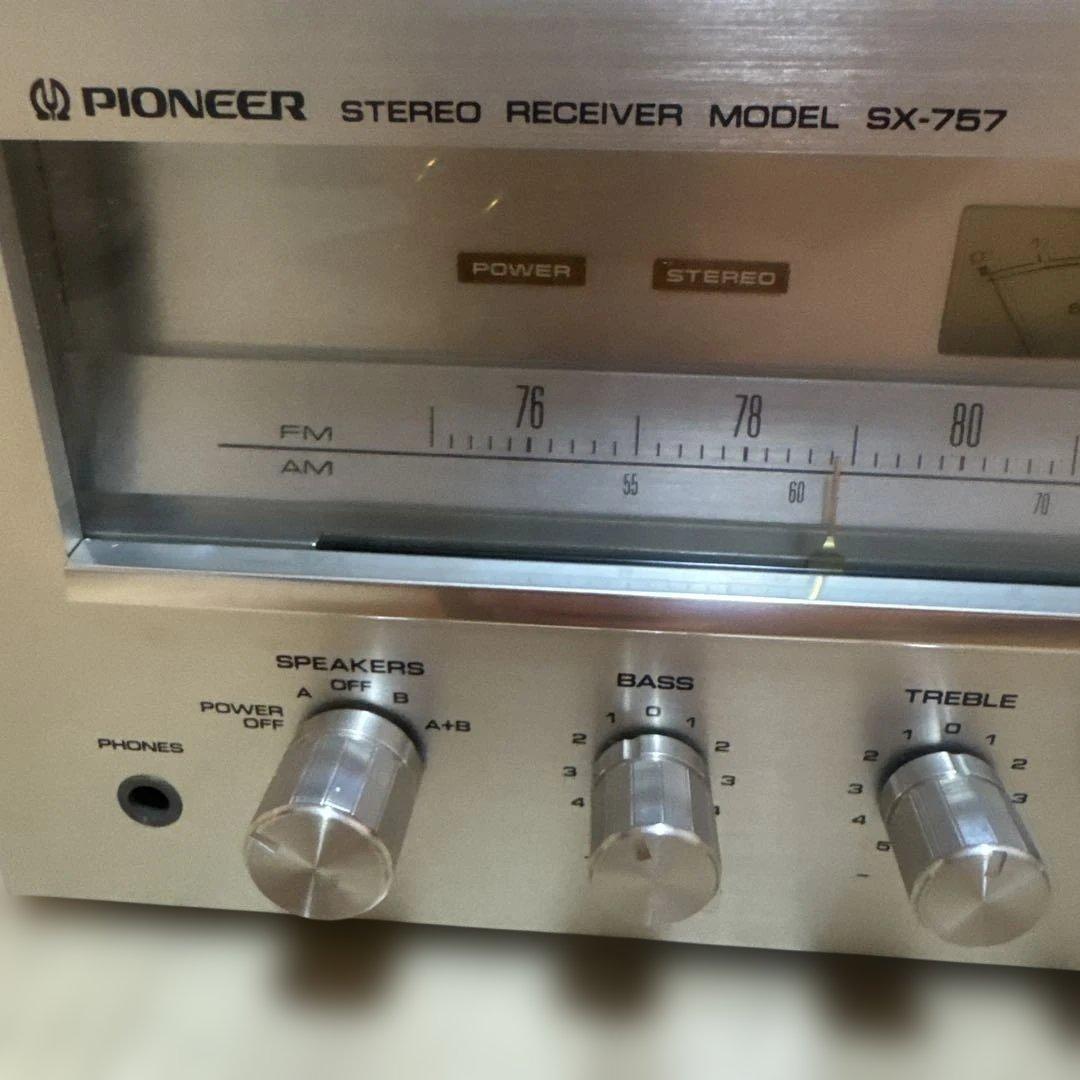 PIONEER STEREO RECEIVER MODEL SX-757
POWER STEREO
0 1
76 78 80
FM
AM
55 60 70
SPEAKERS
POWER OFF A OFF B A+B
PHONES
BASS
4 3 2 1 0 1 2 3
TREBLE
5 4 3 2 1 0 1 2 3